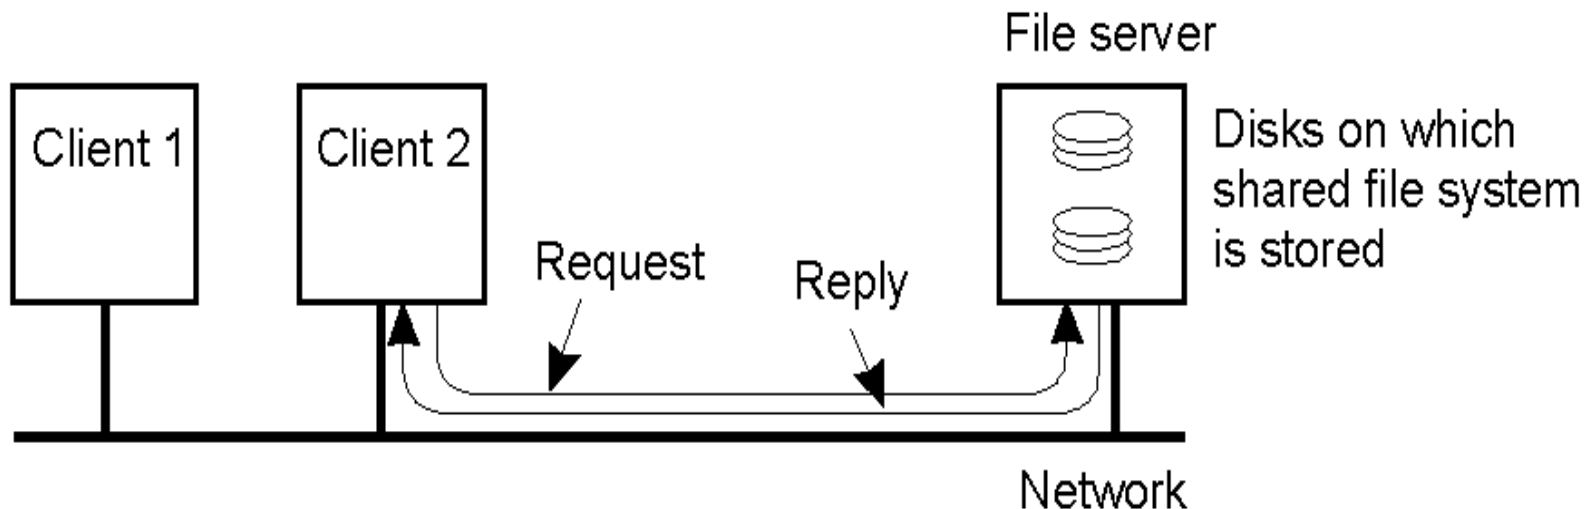 File server
Client 1
Client 2
Disks on which
shared file system
is stored
Request
Reply
Network